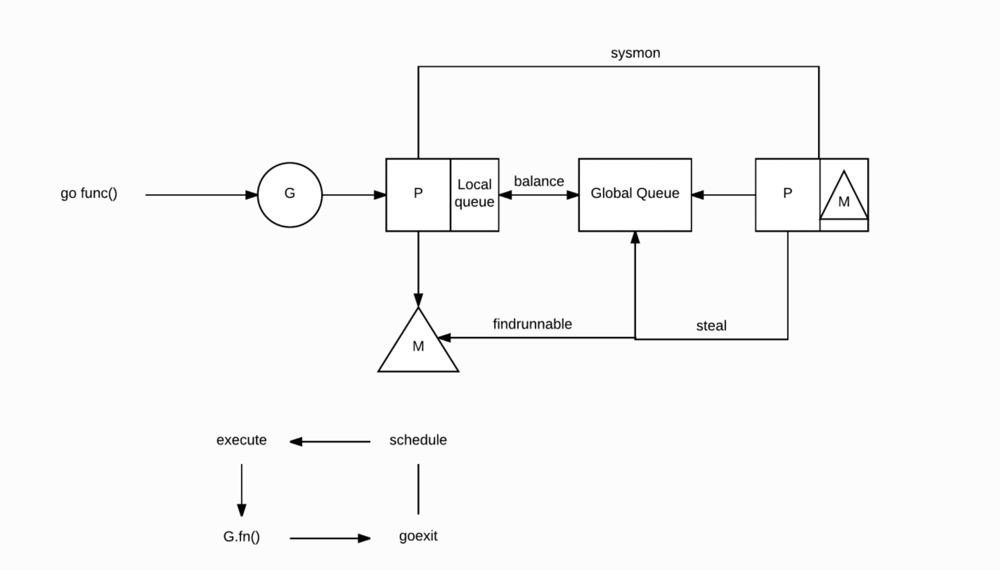 sysmon
go func()
G
P
Local
queue
balance
Global Queue
P
M
findrunnable
steal
M
execute
schedule
G.fn()
goexit